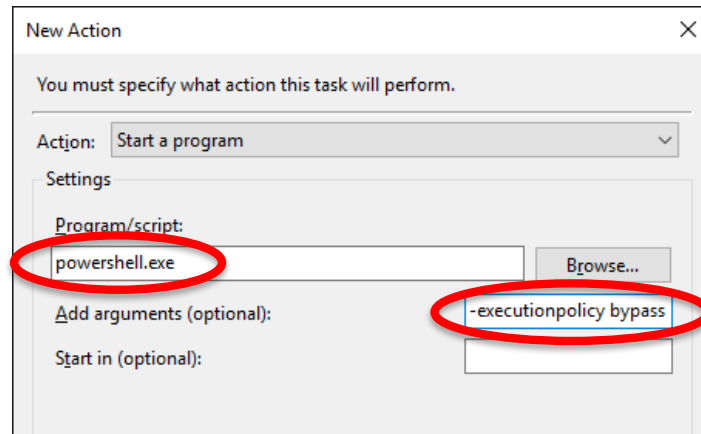 New Action
You must specify what action this task will perform.
Action: Start a program
Settings
Program/script:
powershell.exe
Browse...
Add arguments (optional): -executionpolicy bypass
Start in (optional):